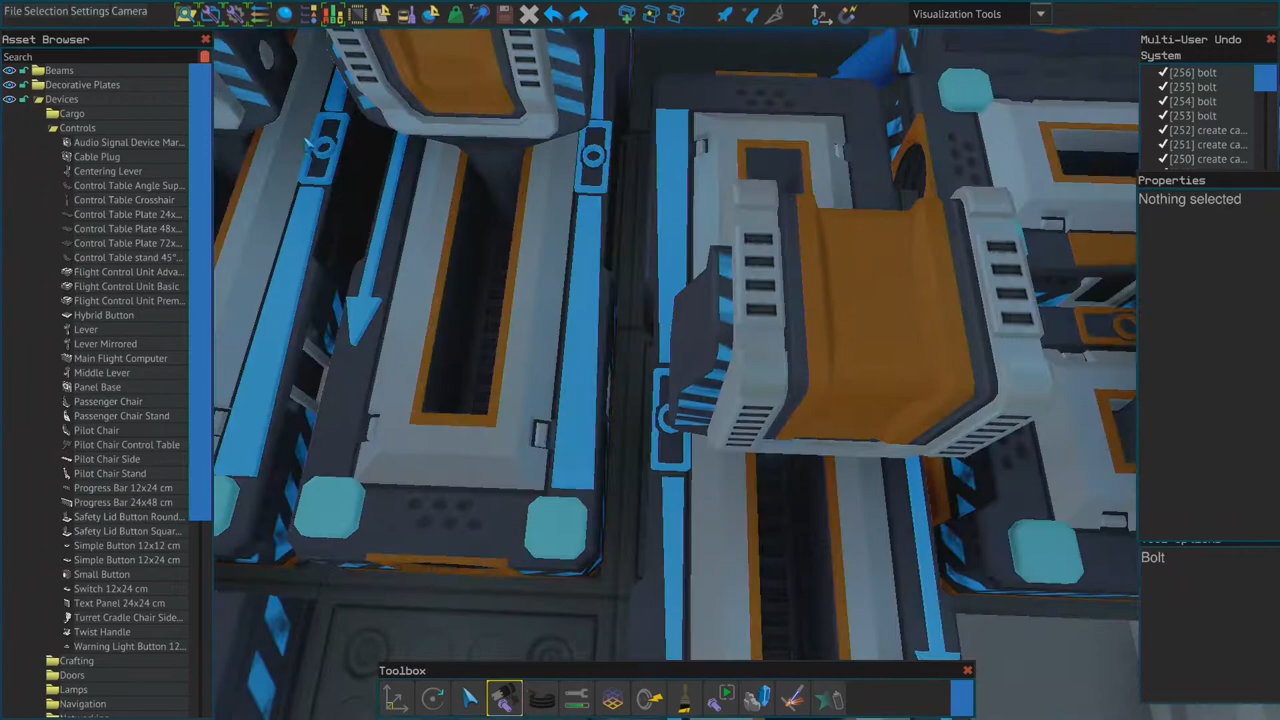 File Selection Settings Camera
Visualization Tools
Asset Browser
Search
Beams
Decorative Plates
Devices
Cargo
Controls
Audio Signal Device Mar...
Cable Plug
Centering Lever
Control Table Angle Sup...
Control Table Crosshair
Control Table Plate 24x...
Control Table Plate 48x...
Control Table Plate 72x...
Control Table stand 45°...
Flight Control Unit Adva...
Flight Control Unit Basic
Flight Control Unit Prem...
Hybrid Button
Lever
Lever Mirrored
Main Flight Computer
Middle Lever
Panel Base
Passenger Chair
Passenger Chair Stand
Pilot Chair
Pilot Chair Control Table
Pilot Chair Side
Pilot Chair Stand
Progress Bar 12x24 cm
Progress Bar 24x48 cm
Safety Lid Button Round...
Safety Lid Button Squar...
Simple Button 12x12 cm
Simple Button 12x24 cm
Small Button
Switch 12x24 cm
Text Panel 24x24 cm
Turret Cradle Chair Side...
Twist Handle
Warning Light Button 12...
Crafting
Doors
Lamps
Navigation
Multi-User Undo
System
[256] bolt
[255] bolt
[254] bolt
[253] bolt
[252] create ca...
[251] create ca...
[250] create ca...
Properties
Nothing selected
Bolt
Toolbox